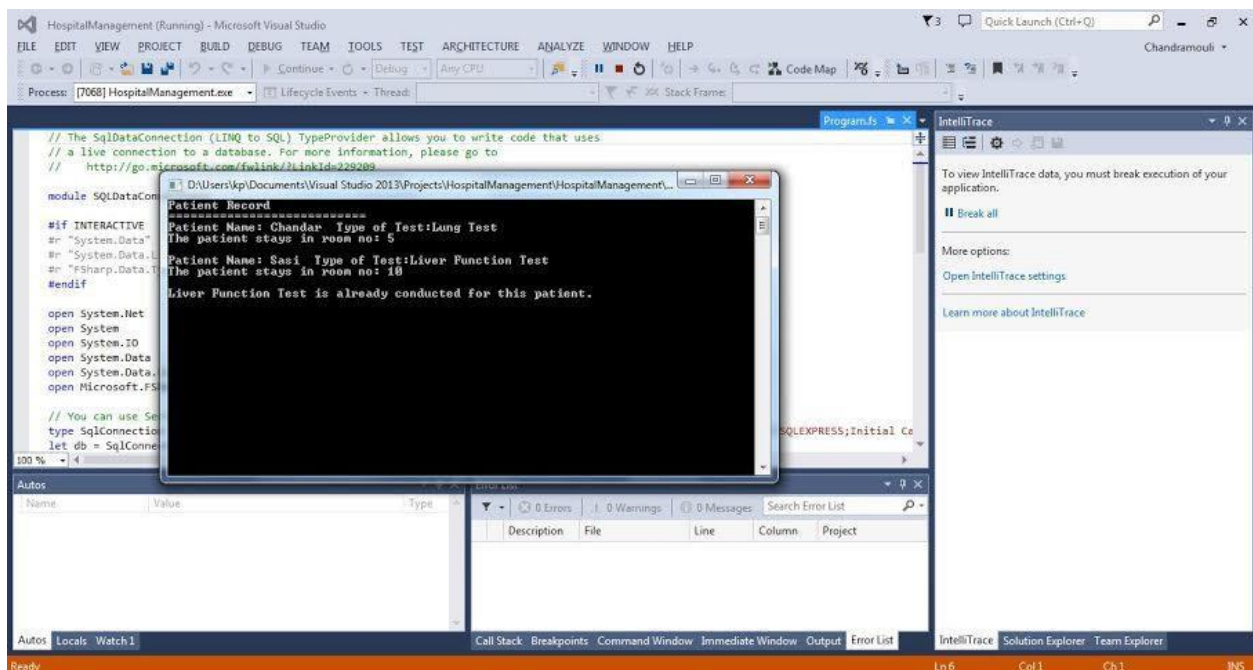 HospitalManagement (Running) - Microsoft Visual Studio
3 Quick Launch (Ctrl+Q)
FILE EDIT VIEW PROJECT BUILD DEBUG TEAM TOOLS TEST ARCHITECTURE ANALYZE WINDOW HELP
Chandramouli
Continue Debug Any CPU Code Map
Process: [7068] HospitalManagement.exe Lifecycle Events Thread: Stack Frame:
Program.fs
// The SqlDataConnection (LINQ to SQL) TypeProvider allows you to write code that uses
// a live connection to a database. For more information, please go to
// http://go.microsoft.com/fwlink/?LinkId=229209
module SQLDataCon
#if INTERACTIVE
#r "System.Data"
#r "System.Data.L
#r "FSharp.Data.T
#endif
open System.Net
open System
open System.IO
open System.Data
open System.Data.
open Microsoft.FS
// You can use Se
type SqlConnectio
SQLEXPRESS;Initial Ca
let db = SqlConne
100 %
D:\Users\kp\Documents\Visual Studio 2013\Projects\HospitalManagement\HospitalManagement\...
Patient Record
===========================
Patient Name: Chandar Type of Test:Lung Test
The patient stays in room no: 5
Patient Name: Sasi Type of Test:Liver Function Test
The patient stays in room no: 10
Liver Function Test is already conducted for this patient.
IntelliTrace
To view IntelliTrace data, you must break execution of your
application.
Break all
More options:
Open IntelliTrace settings
Learn more about IntelliTrace
Autos
Name Value Type
Error List
0 Errors 0 Warnings 0 Messages Search Error List
Description File Line Column Project
Autos Locals Watch 1
Call Stack Breakpoints Command Window Immediate Window Output Error List
IntelliTrace Solution Explorer Team Explorer
Ready
Ln 6 Col 1 Ch 1 INS